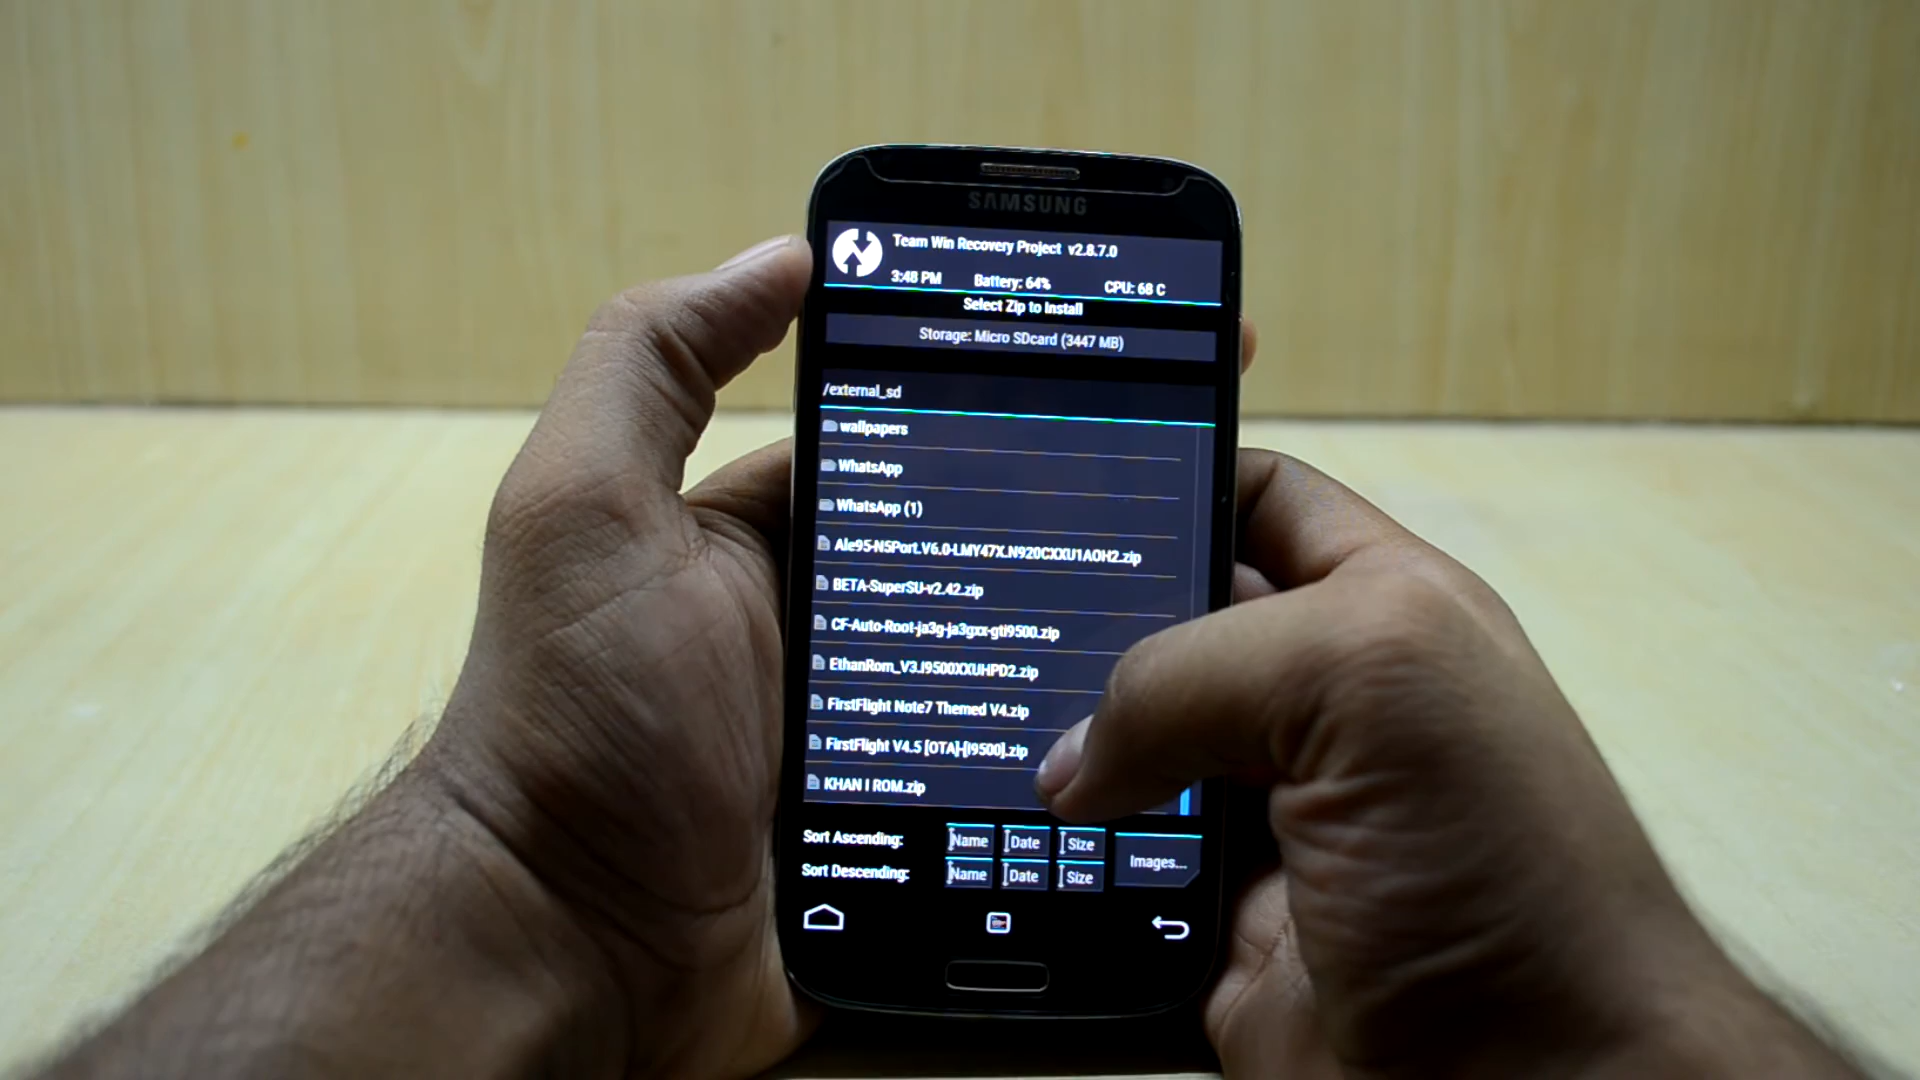 SAMSUNG
Team Win Recovery Project v2.8.7.0
3:48 PM Battery: 64% CPU: 68 C
Select Zip to Install
Storage: Micro SDcard (3447 MB)
/external_sd
wallpapers
WhatsApp
WhatsApp (1)
Ale95-N5Port.V6.0-LMY47X.N920CXXU1AOH2.zip
BETA-SuperSU-v2.42.zip
CF-Auto-Root-ja3g-ja3gxx-gti9500.zip
EthanRom_V3.I9500XXUHPD2.zip
FirstFlight Note7 Themed V4.zip
FirstFlight V4.5 [OTA]-[I9500].zip
KHAN I ROM.zip
Sort Ascending: Name Date Size
Images...
Sort Descending: Name Date Size